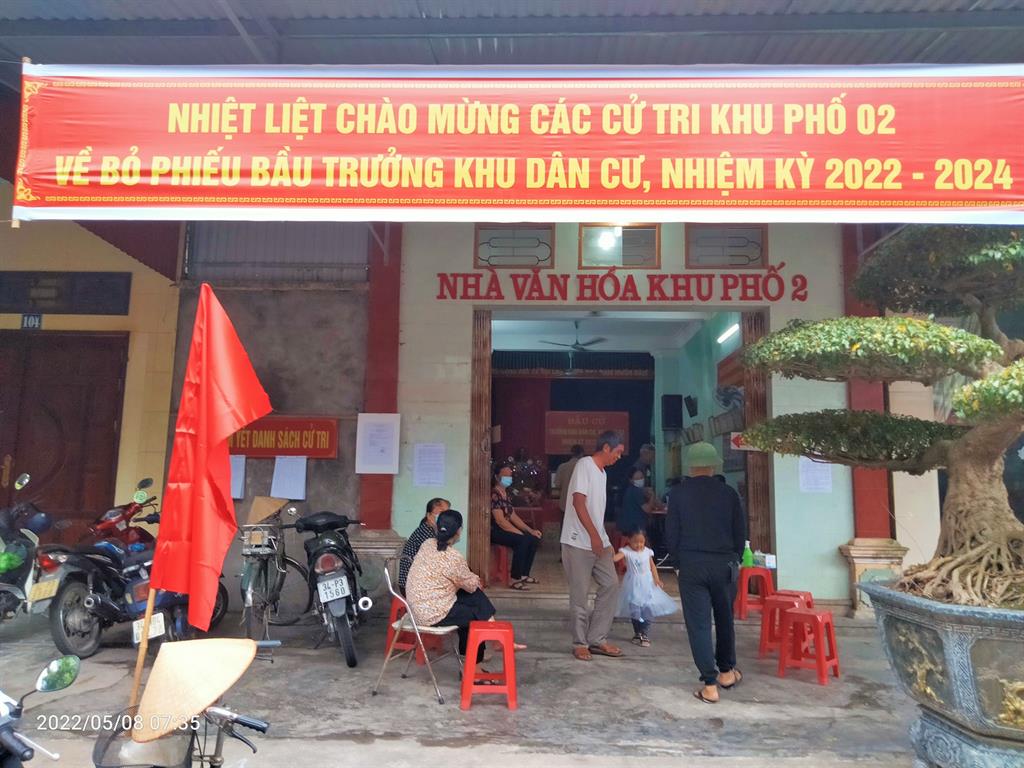 NHIỆT LIỆT CHÀO MỪNG CÁC CỬ TRI KHU PHỐ 02
VỀ BỎ PHIẾU BẦU TRƯỞNG KHU DÂN CƯ, NHIỆM KỲ 2022 - 2024
NHÀ VĂN HÓA KHU PHỐ 2
104
YẾT DANH SÁCH CỬ TRI
BẦU CỬ
34-P3
1560
2022/05/08 07:35